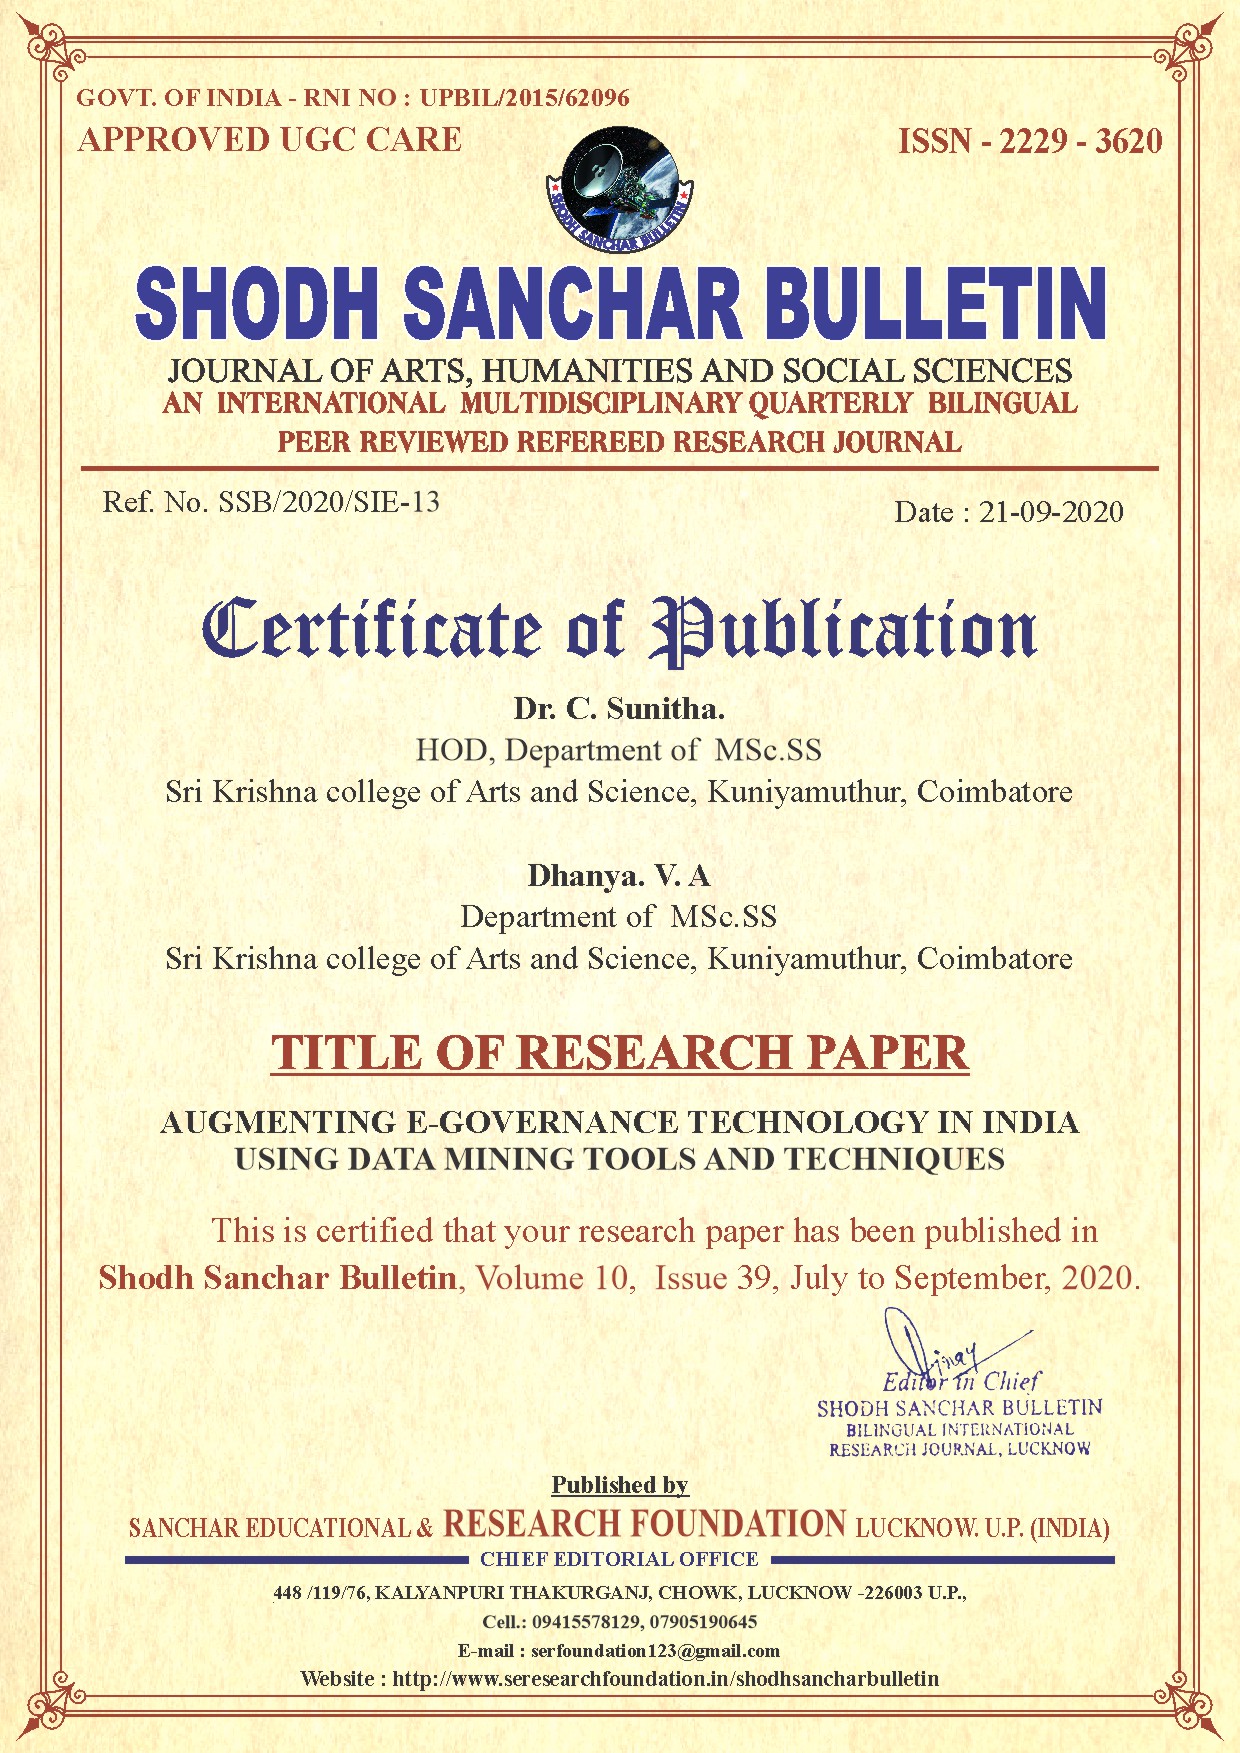 GOVT. OF INDIA - RNI NO : UPBIL/2015/62096
APPROVED UGC CARE
ISSN - 2229 - 3620
SHODH SANCHAR BULLETIN
SHODH SANCHAR BULLETIN
JOURNAL OF ARTS, HUMANITIES AND SOCIAL SCIENCES
AN INTERNATIONAL MULTIDISCIPLINARY QUARTERLY BILINGUAL
PEER REVIEWED REFEREED RESEARCH JOURNAL
Ref. No. SSB/2020/SIE-13
Date : 21-09-2020
Certificate of Publication
Dr. C. Sunitha.
HOD, Department of MSc.SS
Sri Krishna college of Arts and Science, Kuniyamuthur, Coimbatore
Dhanya. V. A
Department of MSc.SS
Sri Krishna college of Arts and Science, Kuniyamuthur, Coimbatore
TITLE OF RESEARCH PAPER
AUGMENTING E-GOVERNANCE TECHNOLOGY IN INDIA
USING DATA MINING TOOLS AND TECHNIQUES
This is certified that your research paper has been published in
Shodh Sanchar Bulletin, Volume 10, Issue 39, July to September, 2020.
Editor in Chief
SHODH SANCHAR BULLETIN
BILINGUAL INTERNATIONAL
RESEARCH JOURNAL, LUCKNOW
Published by
SANCHAR EDUCATIONAL & RESEARCH FOUNDATION LUCKNOW. U.P. (INDIA)
CHIEF EDITORIAL OFFICE
448 /119/76, KALYANPURI THAKURGANJ, CHOWK, LUCKNOW -226003 U.P.,
Cell.: 09415578129, 07905190645
E-mail : serfoundation123@gmail.com
Website : http://www.seresearchfoundation.in/shodhsancharbulletin